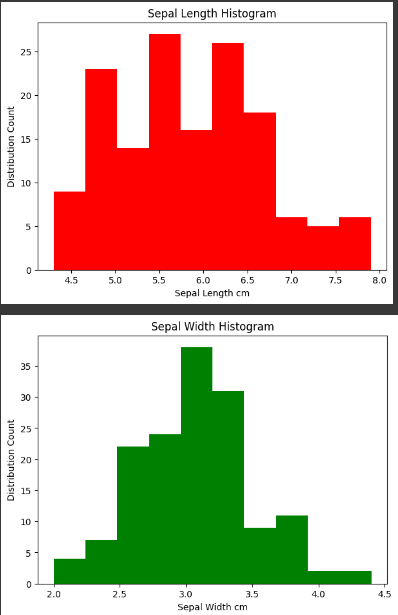 Sepal Length Histogram
25
20
15
10
5
0
Distribution Count
4.5 5.0 5.5 6.0 6.5 7.0 7.5 8.0
Sepal Length cm
Sepal Width Histogram
35
30
25
20
15
10
5
0
Distribution Count
2.0 2.5 3.0 3.5 4.0 4.5
Sepal Width cm